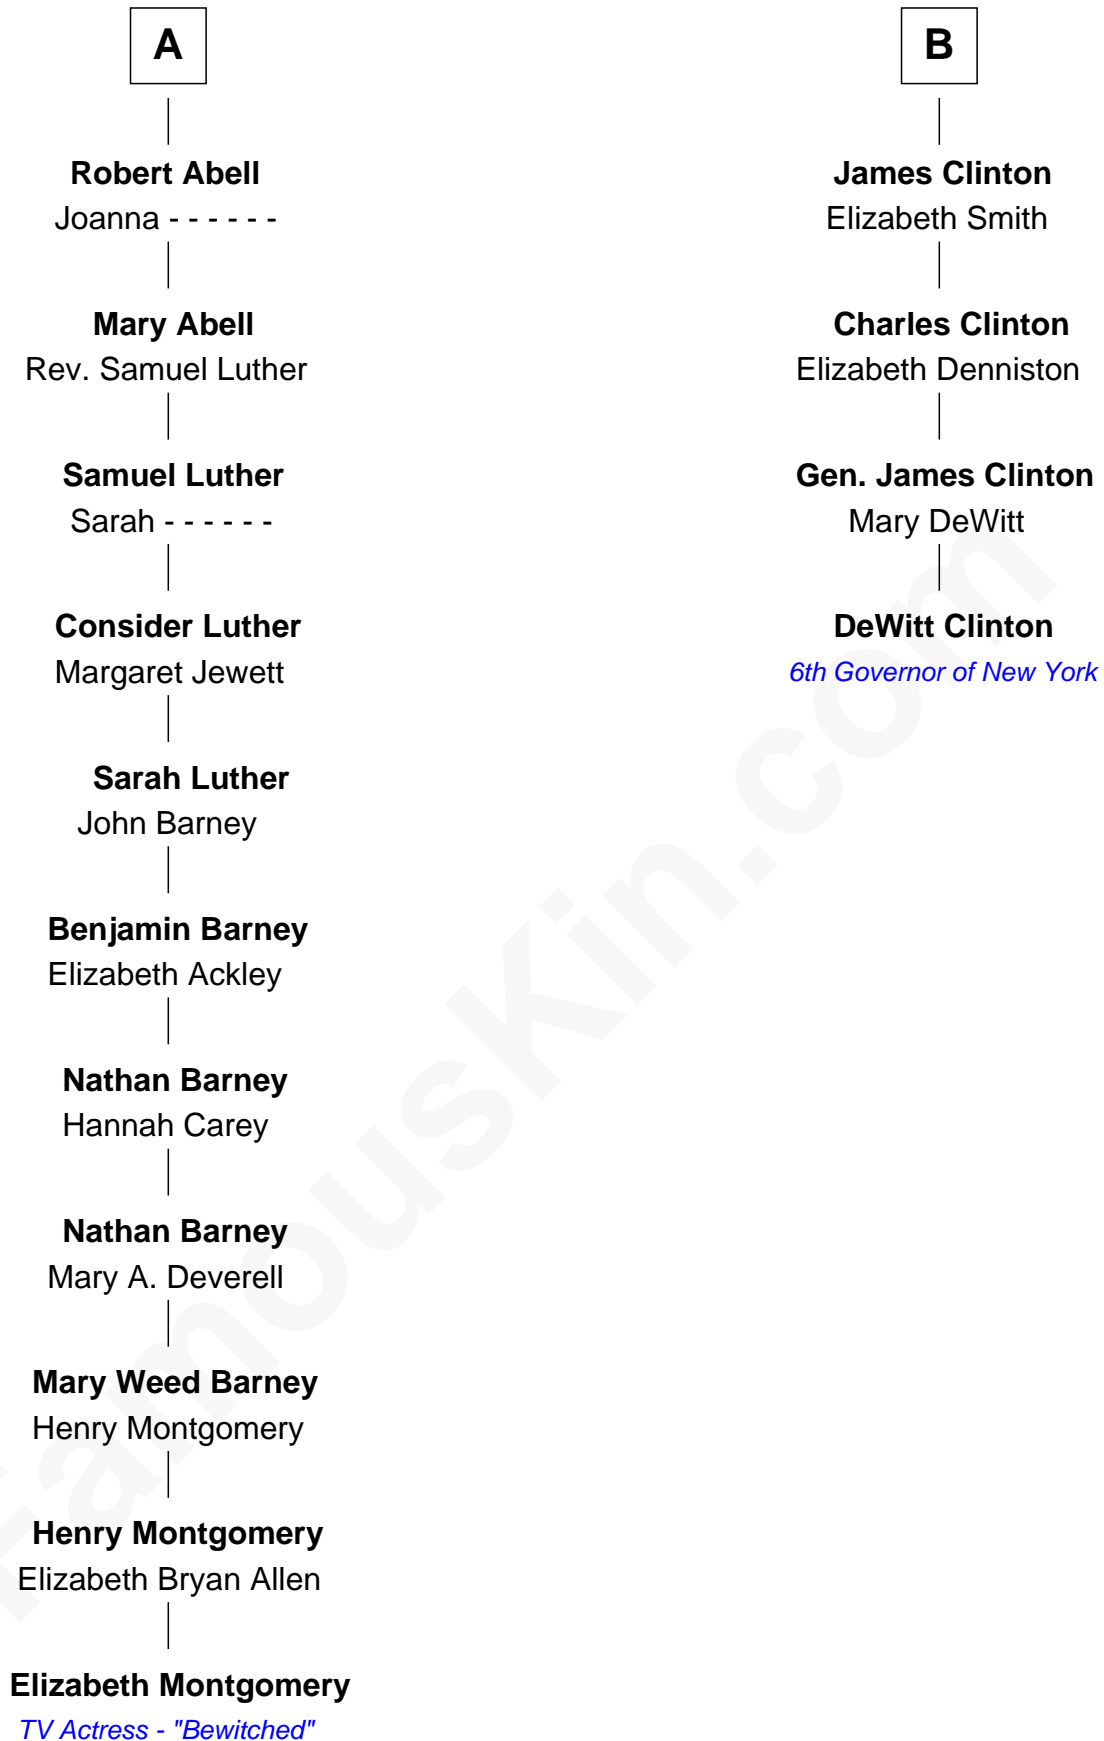 A
Robert Abell
Joanna - - - - - -
Mary Abell
Rev. Samuel Luther
Samuel Luther
Sarah - - - - - -
Consider Luther
Margaret Jewett
Sarah Luther
John Barney
Benjamin Barney
Elizabeth Ackley
Nathan Barney
Hannah Carey
Nathan Barney
Mary A. Deverell
Mary Weed Barney
Henry Montgomery
Henry Montgomery
Elizabeth Bryan Allen
Elizabeth Montgomery
TV Actress - "Bewitched"
B
James Clinton
Elizabeth Smith
Charles Clinton
Elizabeth Denniston
Gen. James Clinton
Mary DeWitt
DeWitt Clinton
6th Governor of New York
FamousKin.com